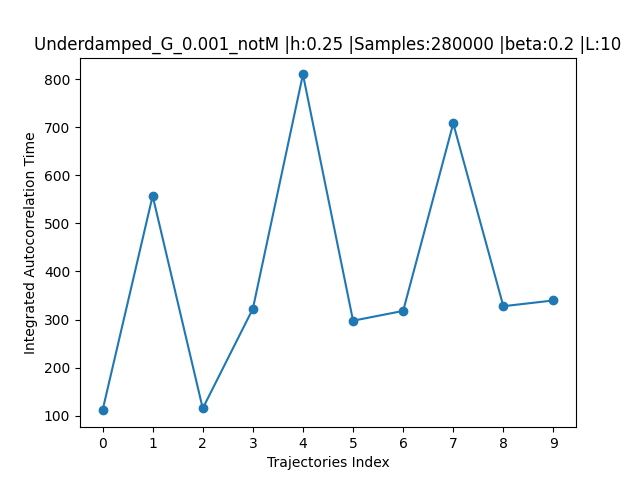 Underdamped_G_0.001_notM |h:0.25 |Samples:280000 |beta:0.2 |L:10
Integrated Autocorrelation Time
800
700
600
500
400
300
200
100
0 1 2 3 4 5 6 7 8 9
Trajectories Index